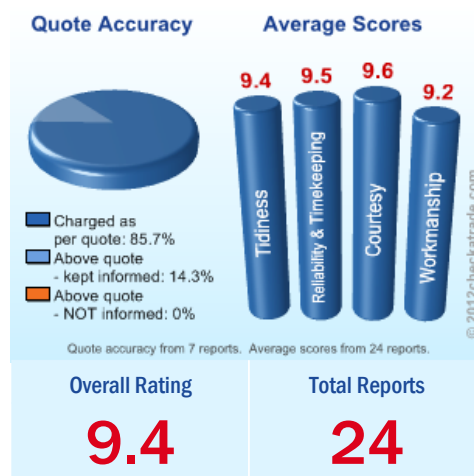 Quote Accuracy
Average Scores
9.4
9.5
9.6
9.2
Tidiness
Reliability & Timekeeping
Courtesy
Workmanship
Charged as
per quote: 85.7%
Above quote
- kept informed: 14.3%
Above quote
- NOT informed: 0%
© 2012checkatrade.com
Quote accuracy from 7 reports. Average scores from 24 reports.
Overall Rating
Total Reports
9.4
24